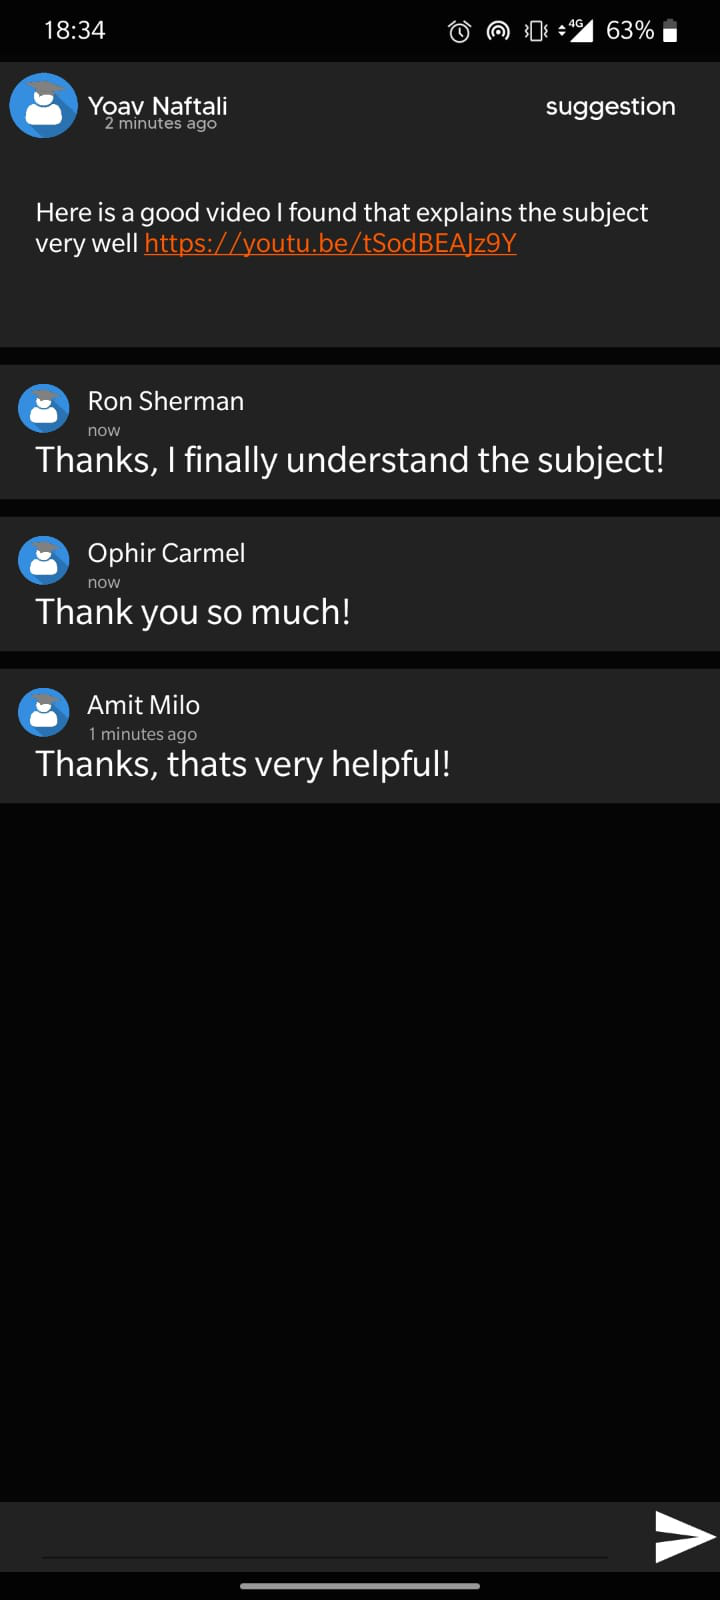 18:34
4G
63%
Yoav Naftali
suggestion
2 minutes ago
Here is a good video I found that explains the subject
very well https://youtu.be/tSodBEAJz9Y
Ron Sherman
now
Thanks, I finally understand the subject!
Ophir Carmel
now
Thank you so much!
Amit Milo
1 minutes ago
Thanks, thats very helpful!